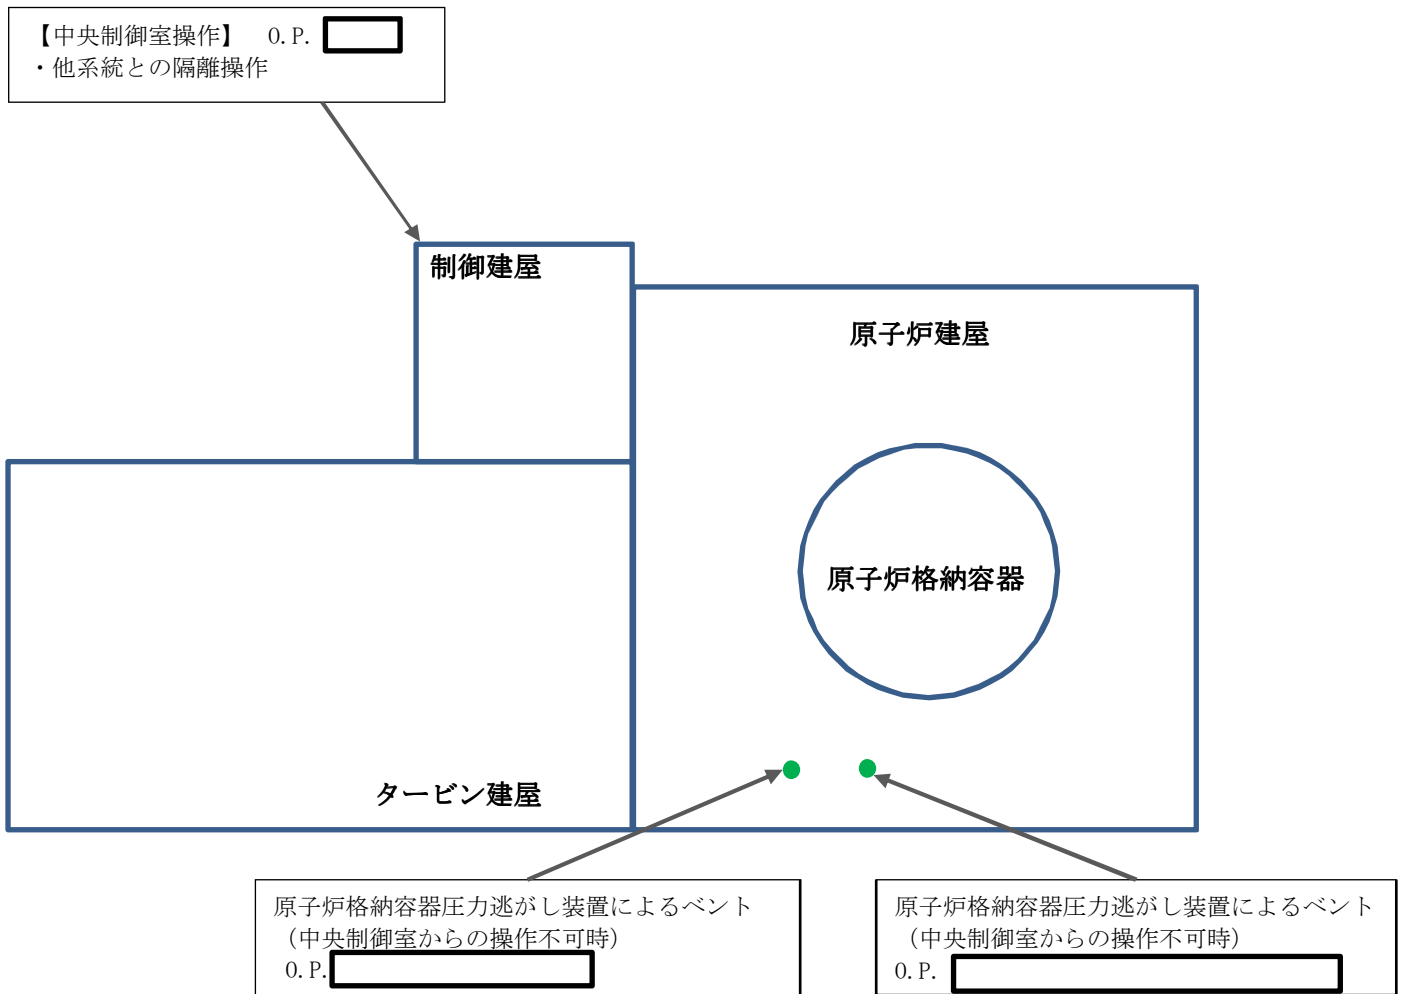 【中央制御室操作】 O.P.
・他系統との隔離操作
制御建屋
原子炉建屋
原子炉格納容器
タービン建屋
原子炉格納容器圧力逃がし装置によるベント
（中央制御室からの操作不可時）
O.P.
原子炉格納容器圧力逃がし装置によるベント
（中央制御室からの操作不可時）
O.P.